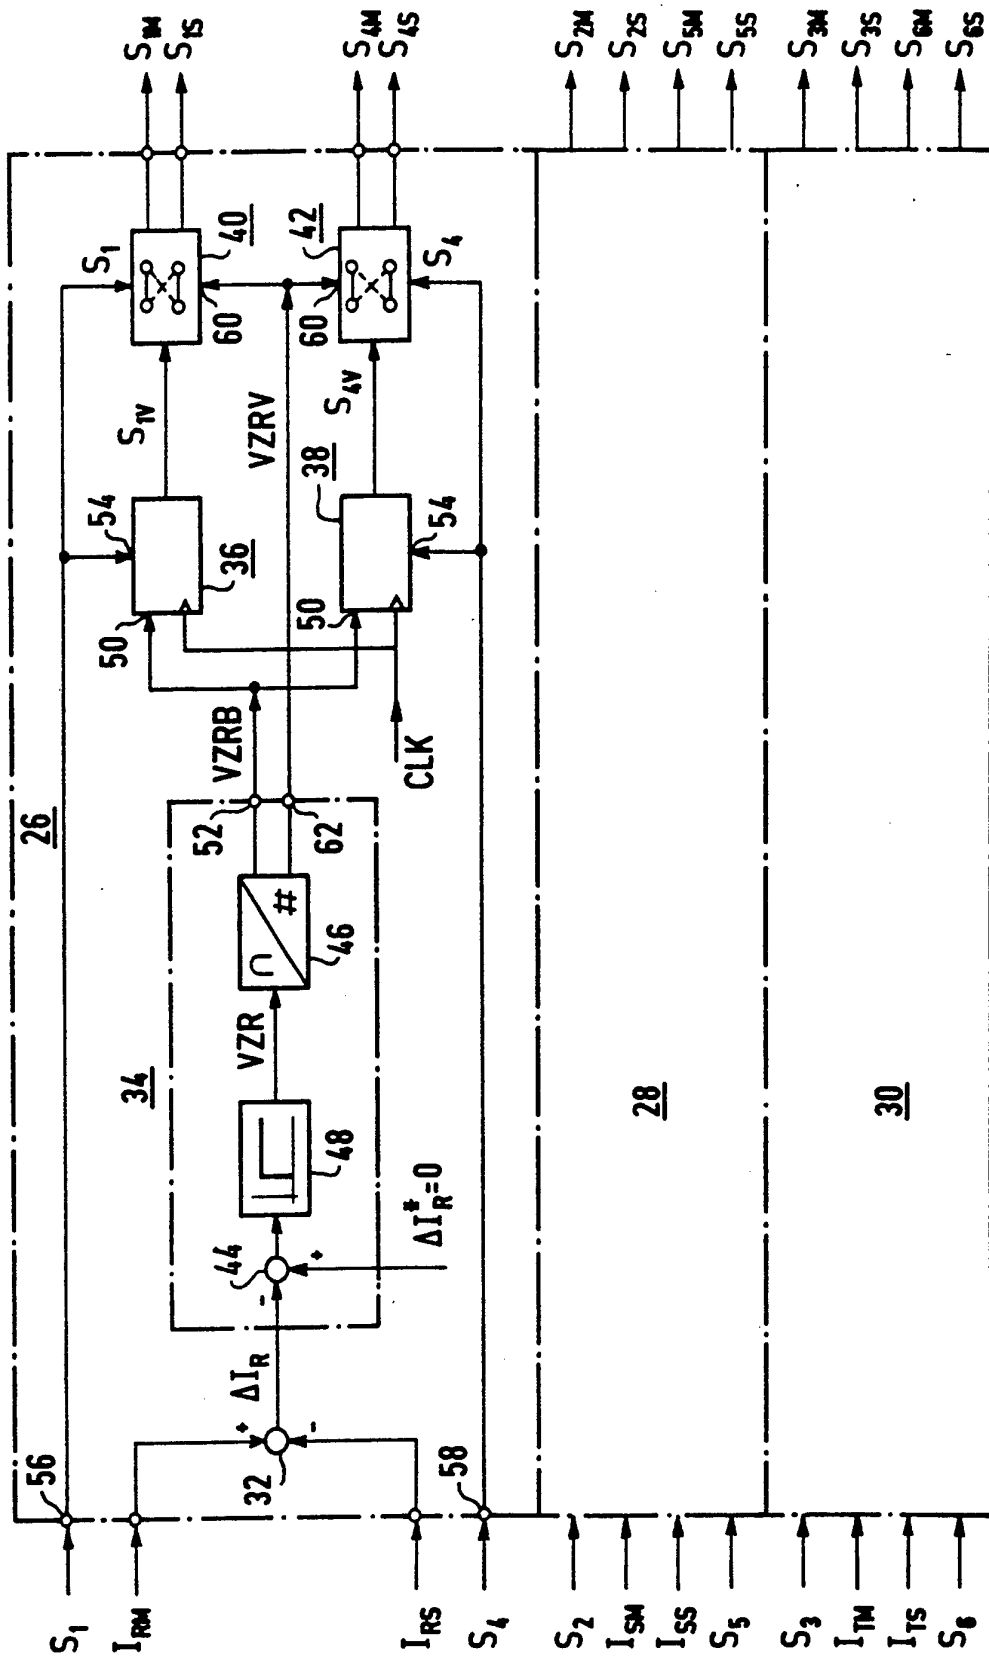 S1
IRM
IRS
S4
S2
ISM
ISS
S5
S3
ITM
ITS
S6
56
58
32
+
-
ΔIR
26
34
44
-
+
ΔI*R=0
48
VZR
46
U
#
52
62
VZRB
VZRV
CLK
50
54
36
50
54
38
S1V
S4V
S1
40
60
42
60
S4
S1M
S1S
S4M
S4S
28
30
S2M
S2S
S5M
S5S
S3M
S3S
S6M
S6S